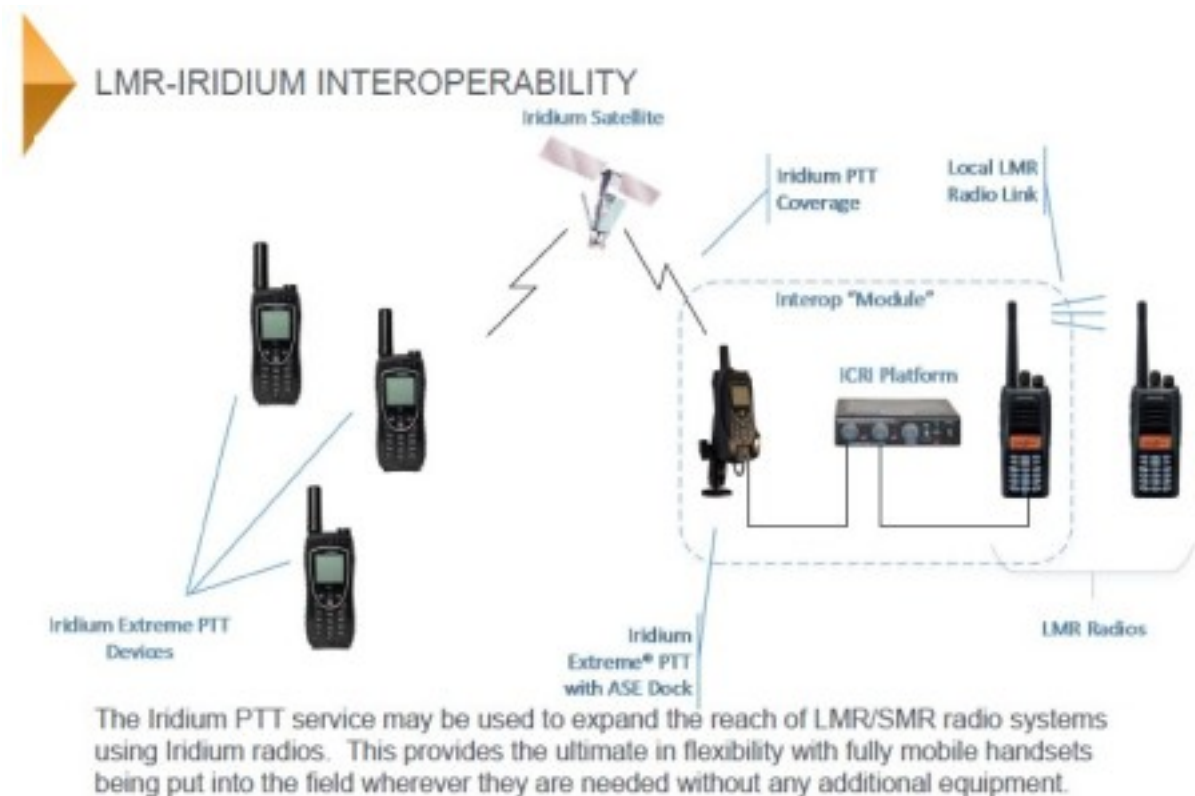 LMR-IRIDIUM INTEROPERABILITY
Iridium Satellite
Iridium PTT
Coverage
Local LMR
Radio Link
Interop "Module"
ICRI Platform
Iridium Extreme PTT
Devices
Iridium
Extreme® PTT
with ASE Dock
LMR Radios
The Iridium PTT service may be used to expand the reach of LMR/SMR radio systems
using Iridium radios. This provides the ultimate in flexibility with fully mobile handsets
being put into the field wherever they are needed without any additional equipment.